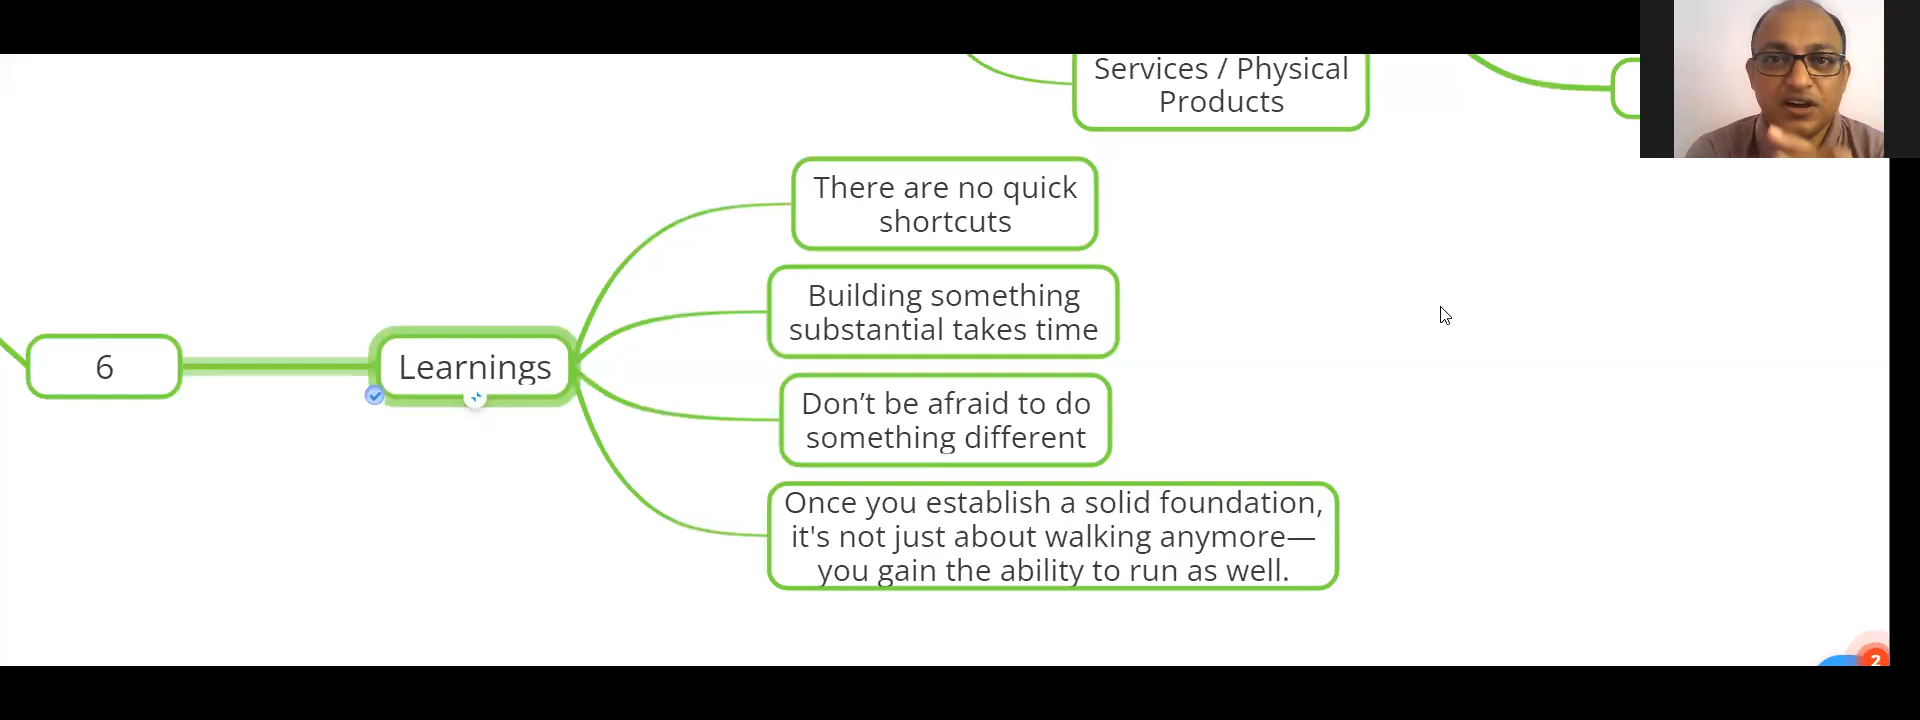 Services / Physical
Products
There are no quick
shortcuts
Building something
substantial takes time
6
Learnings
Don’t be afraid to do
something different
Once you establish a solid foundation,
it's not just about walking anymore—
you gain the ability to run as well.
2